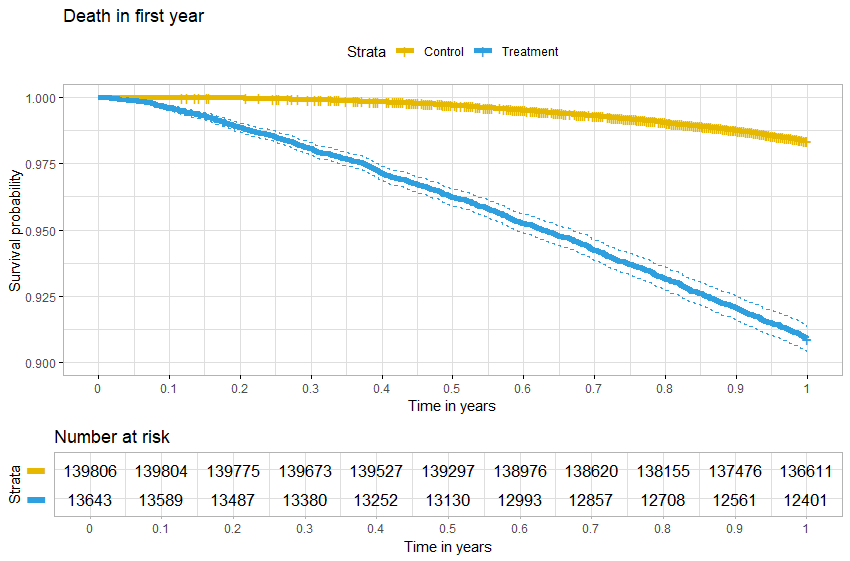 Death in first year
Strata Control Treatment
1.000
0.975
0.950
0.925
0.900
Survival probability
0 0.1 0.2 0.3 0.4 0.5 0.6 0.7 0.8 0.9 1
Time in years
Number at risk
Strata
139806 139804 139775 139673 139527 139297 138976 138620 138155 137476 136611
13643 13589 13487 13380 13252 13130 12993 12857 12708 12561 12401
0 0.1 0.2 0.3 0.4 0.5 0.6 0.7 0.8 0.9 1
Time in years